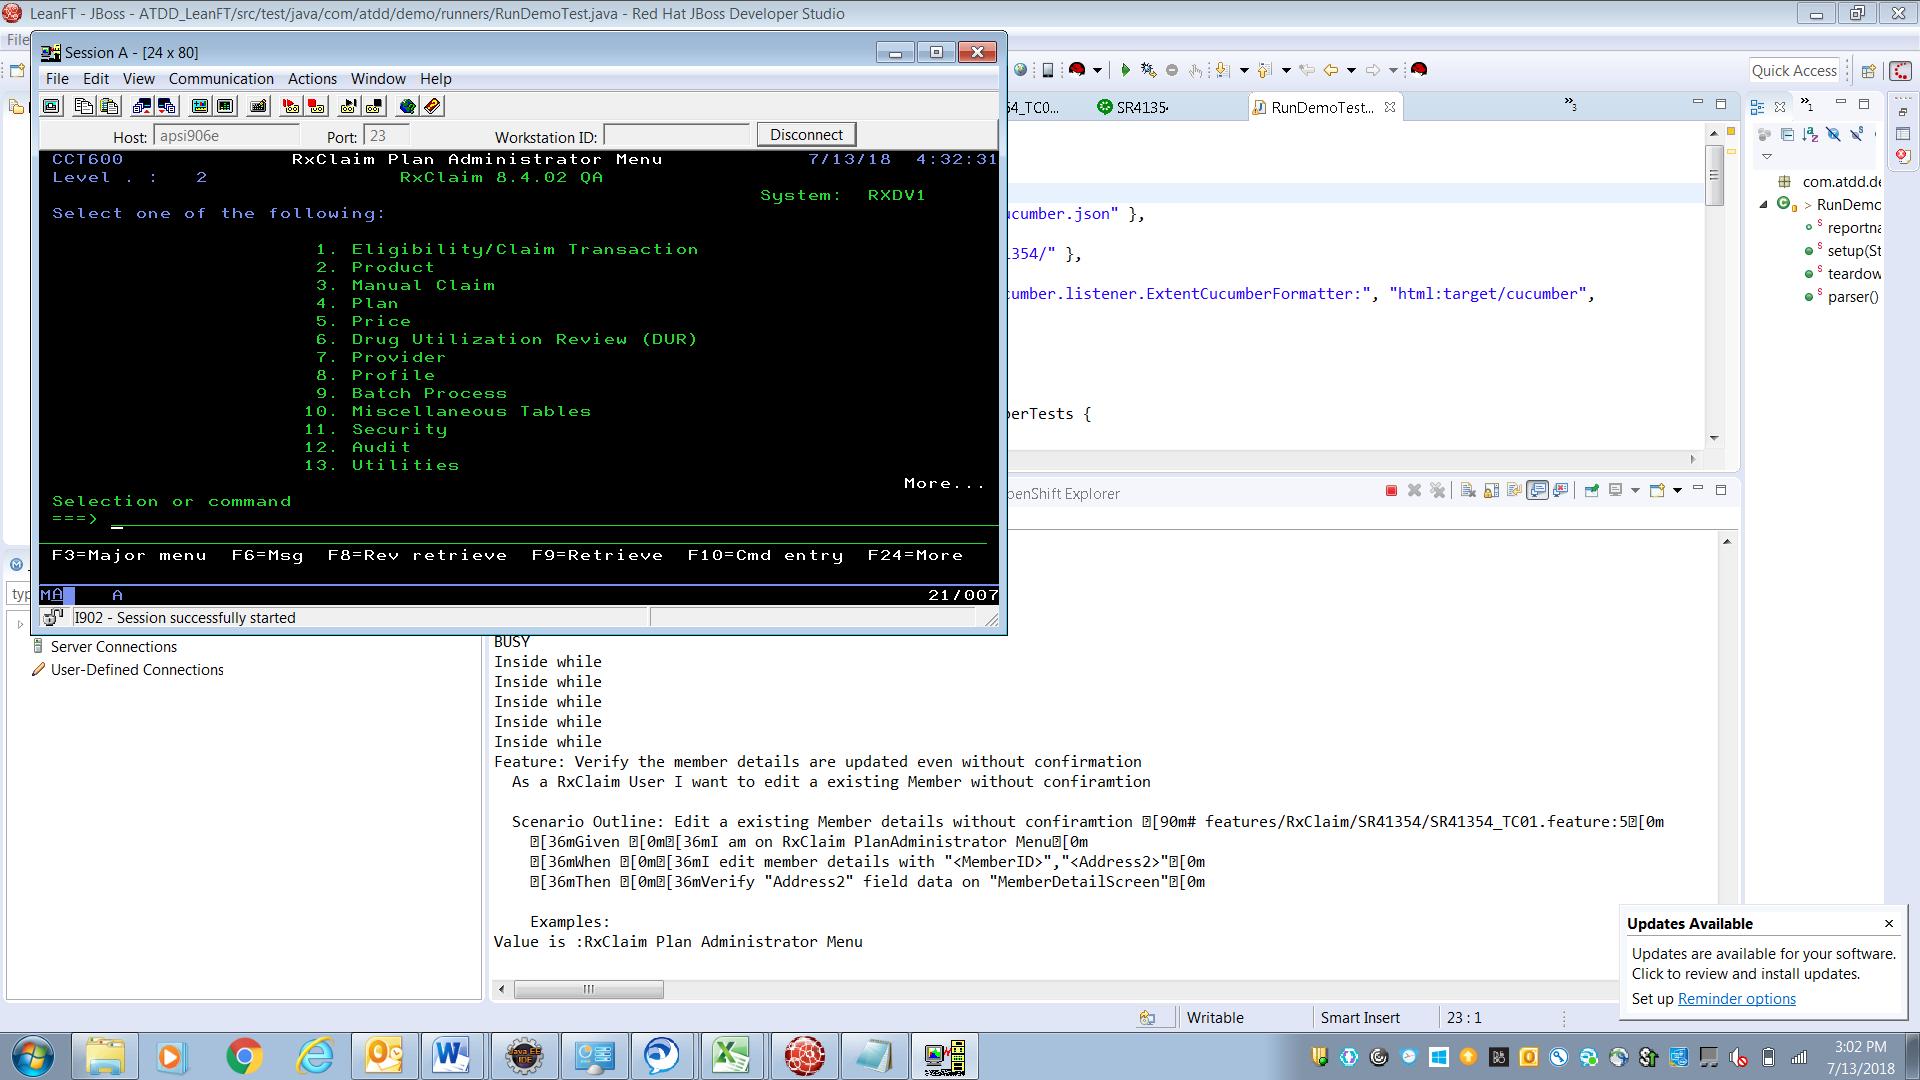 LeanFT - JBoss - ATDD_LeanFT/src/test/java/com/atdd/demo/runners/RunDemoTest.java - Red Hat JBoss Developer Studio
File
Session A - [24 x 80]
File Edit View Communication Actions Window Help
Host: apsi906e Port: 23 Workstation ID: Disconnect
CCT600 RxClaim Plan Administrator Menu 7/13/18 4:32:31
Level . : 2 RxClaim 8.4.02 QA
System: RXDV1
Select one of the following:
1. Eligibility/Claim Transaction
2. Product
3. Manual Claim
4. Plan
5. Price
6. Drug Utilization Review (DUR)
7. Provider
8. Profile
9. Batch Process
10. Miscellaneous Tables
11. Security
12. Audit
13. Utilities
More...
Selection or command
===>
F3=Major menu F6=Msg F8=Rev retrieve F9=Retrieve F10=Cmd entry F24=More
MA A 21/007
I902 - Session successfully started
Quick Access
54_TC0... SR4135 RunDemoTest... 3
1
ucumber.json" },
1354/" },
cumber.listener.ExtentCucumberFormatter:", "html:target/cucumber",
berTests {
com.atdd.de
> RunDemo
reportna
setup(St
teardow
parser()
penShift Explorer
typ
Server Connections
User-Defined Connections
BUSY
Inside while
Inside while
Inside while
Inside while
Inside while
Feature: Verify the member details are updated even without confirmation
As a RxClaim User I want to edit a existing Member without confiramtion
Scenario Outline: Edit a existing Member details without confiramtion [90m# features/RxClaim/SR41354/SR41354_TC01.feature:5[0m
[36mGiven [0m[36mI am on RxClaim PlanAdministrator Menu[0m
[36mWhen [0m[36mI edit member details with "<MemberID>","<Address2>"[0m
[36mThen [0m[36mVerify "Address2" field data on "MemberDetailScreen"[0m
Examples:
Value is :RxClaim Plan Administrator Menu
Updates Available
Updates are available for your software.
Click to review and install updates.
Set up Reminder options
Writable Smart Insert 23 : 1
3:02 PM
7/13/2018